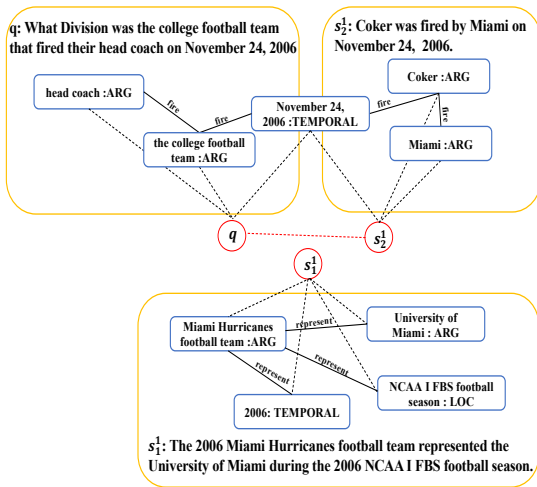 q: What Division was the college football team
that fired their head coach on November 24, 2006
s₂¹: Coker was fired by Miami on
November 24, 2006.
Coker :ARG
head coach :ARG
fire
November 24,
2006 :TEMPORAL
fire
fire
fire
the college football
team :ARG
Miami :ARG
q
s₂¹
s₁¹
Miami Hurricanes
football team :ARG
represent
University of
Miami : ARG
represent
represent
NCAA I FBS football
season : LOC
2006: TEMPORAL
s₁¹: The 2006 Miami Hurricanes football team represented the
University of Miami during the 2006 NCAA I FBS football season.